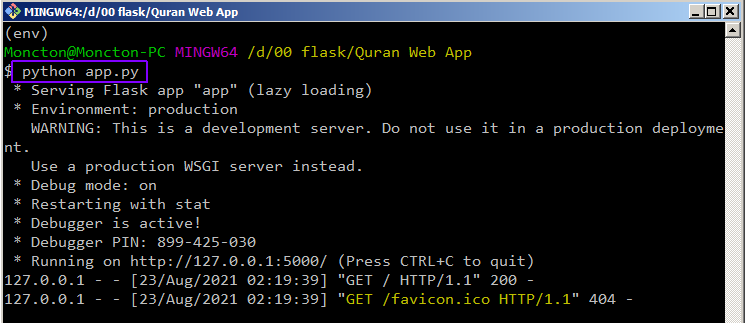 MINGW64:/d/00 flask/Quran Web App
(env)
Moncton@Moncton-PC MINGW64 /d/00 flask/Quran Web App
$ python app.py
 * Serving Flask app "app" (lazy loading)
 * Environment: production
   WARNING: This is a development server. Do not use it in a production deployme
nt.
   Use a production WSGI server instead.
 * Debug mode: on
 * Restarting with stat
 * Debugger is active!
 * Debugger PIN: 899-425-030
 * Running on http://127.0.0.1:5000/ (Press CTRL+C to quit)
127.0.0.1 - - [23/Aug/2021 02:19:39] "GET / HTTP/1.1" 200 -
127.0.0.1 - - [23/Aug/2021 02:19:39] "GET /favicon.ico HTTP/1.1" 404 -